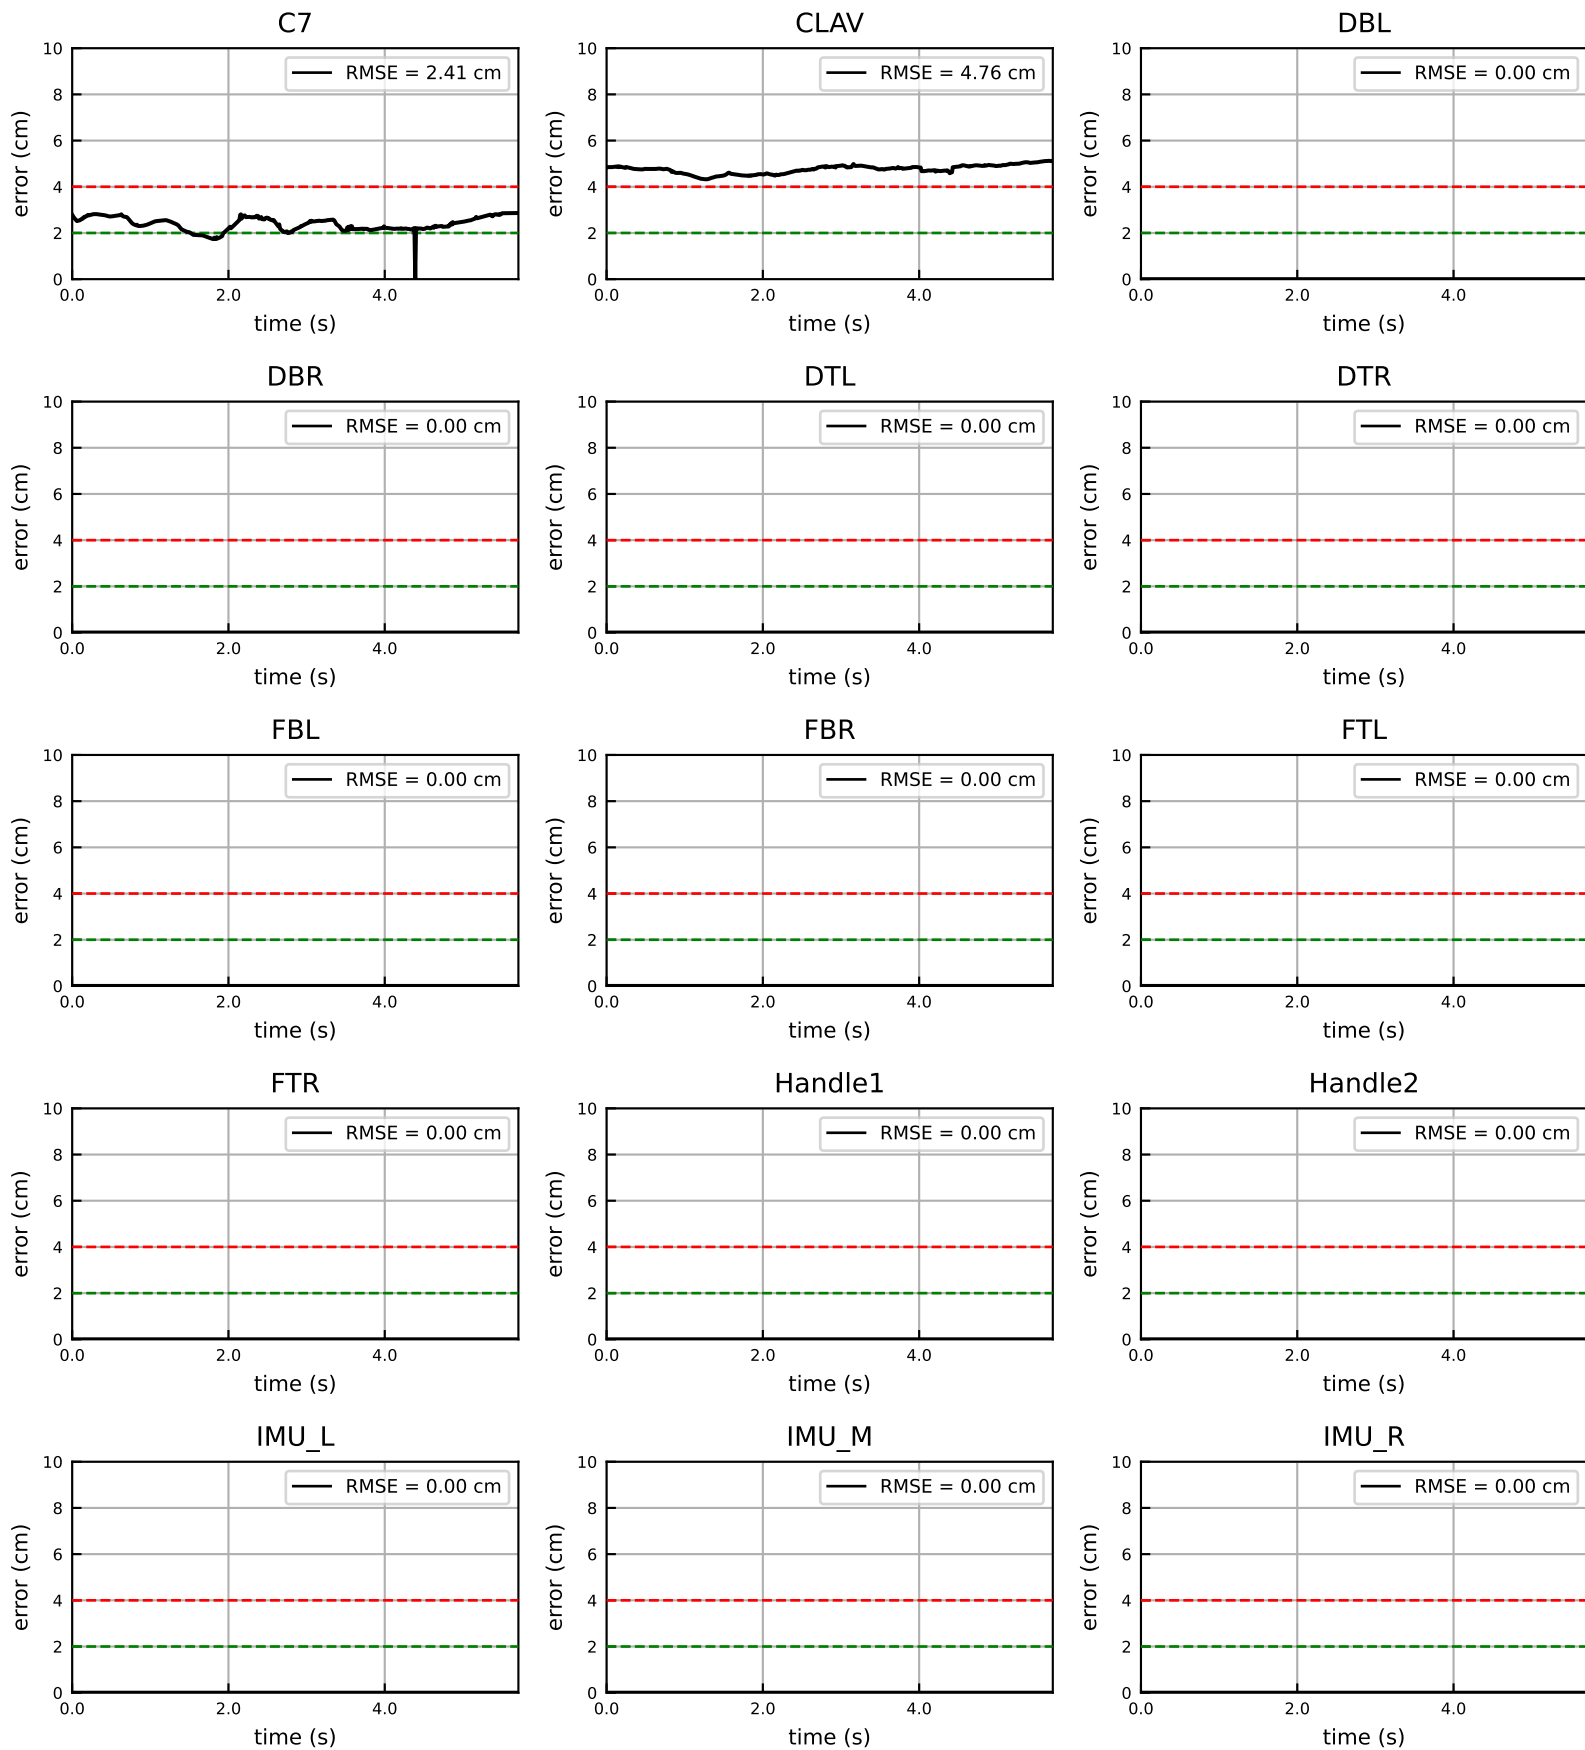 C7
CLAV
DBL
10
8
6
4
2
0
error (cm)
RMSE = 2.41 cm
0.0
2.0
4.0
time (s)
10
8
6
4
2
0
error (cm)
RMSE = 4.76 cm
0.0
2.0
4.0
time (s)
10
8
6
4
2
0
error (cm)
RMSE = 0.00 cm
0.0
2.0
4.0
time (s)
DBR
DTL
DTR
10
8
6
4
2
0
error (cm)
RMSE = 0.00 cm
0.0
2.0
4.0
time (s)
10
8
6
4
2
0
error (cm)
RMSE = 0.00 cm
0.0
2.0
4.0
time (s)
10
8
6
4
2
0
error (cm)
RMSE = 0.00 cm
0.0
2.0
4.0
time (s)
FBL
FBR
FTL
10
8
6
4
2
0
error (cm)
RMSE = 0.00 cm
0.0
2.0
4.0
time (s)
10
8
6
4
2
0
error (cm)
RMSE = 0.00 cm
0.0
2.0
4.0
time (s)
10
8
6
4
2
0
error (cm)
RMSE = 0.00 cm
0.0
2.0
4.0
time (s)
FTR
Handle1
Handle2
10
8
6
4
2
0
error (cm)
RMSE = 0.00 cm
0.0
2.0
4.0
time (s)
10
8
6
4
2
0
error (cm)
RMSE = 0.00 cm
0.0
2.0
4.0
time (s)
10
8
6
4
2
0
error (cm)
RMSE = 0.00 cm
0.0
2.0
4.0
time (s)
IMU_L
IMU_M
IMU_R
10
8
6
4
2
0
error (cm)
RMSE = 0.00 cm
0.0
2.0
4.0
time (s)
10
8
6
4
2
0
error (cm)
RMSE = 0.00 cm
0.0
2.0
4.0
time (s)
10
8
6
4
2
0
error (cm)
RMSE = 0.00 cm
0.0
2.0
4.0
time (s)